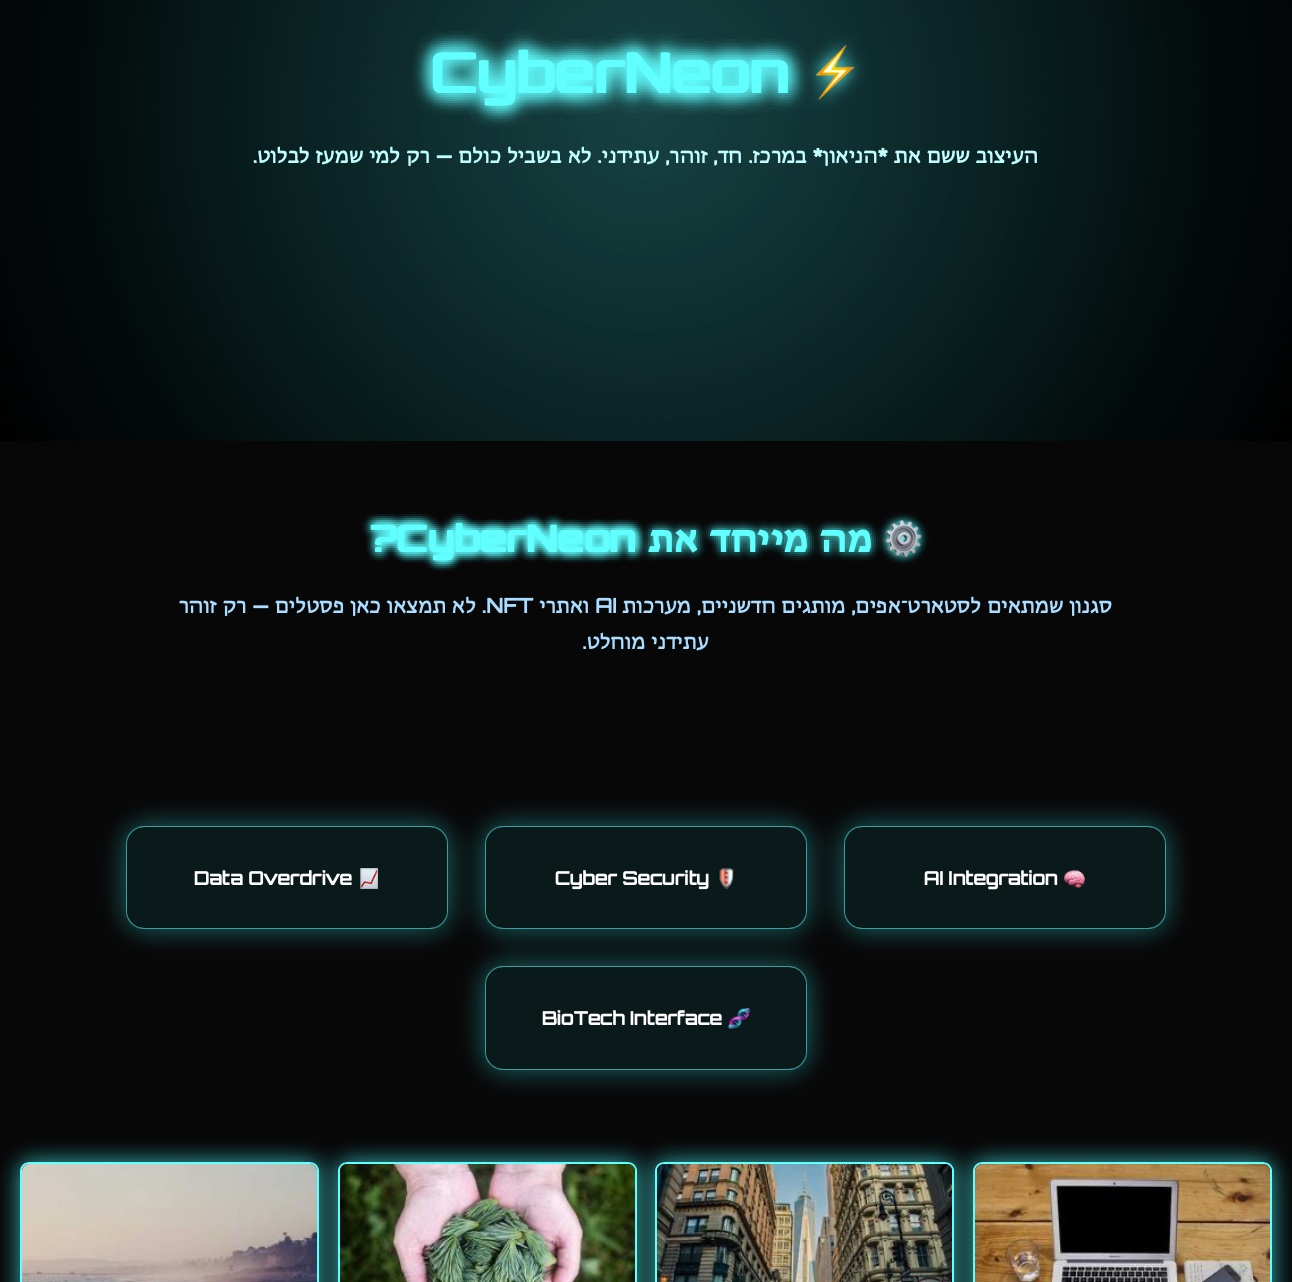 ⚡ CyberNeon
העיצוב ששם את *הניאון* במרכז. חד, זוהר, עתידני. לא בשביל כולם — רק למי שמעז לבלוט.
⚙️ מה מייחד את CyberNeon?
סגנון שמתאים לסטארט־אפים, מותגים חדשניים, מערכות AI ואתרי NFT. לא תמצאו כאן פסטלים — רק זוהר
עתידני מוחלט.
🧠 AI Integration
🛡️ Cyber Security
📈 Data Overdrive
🧬 BioTech Interface